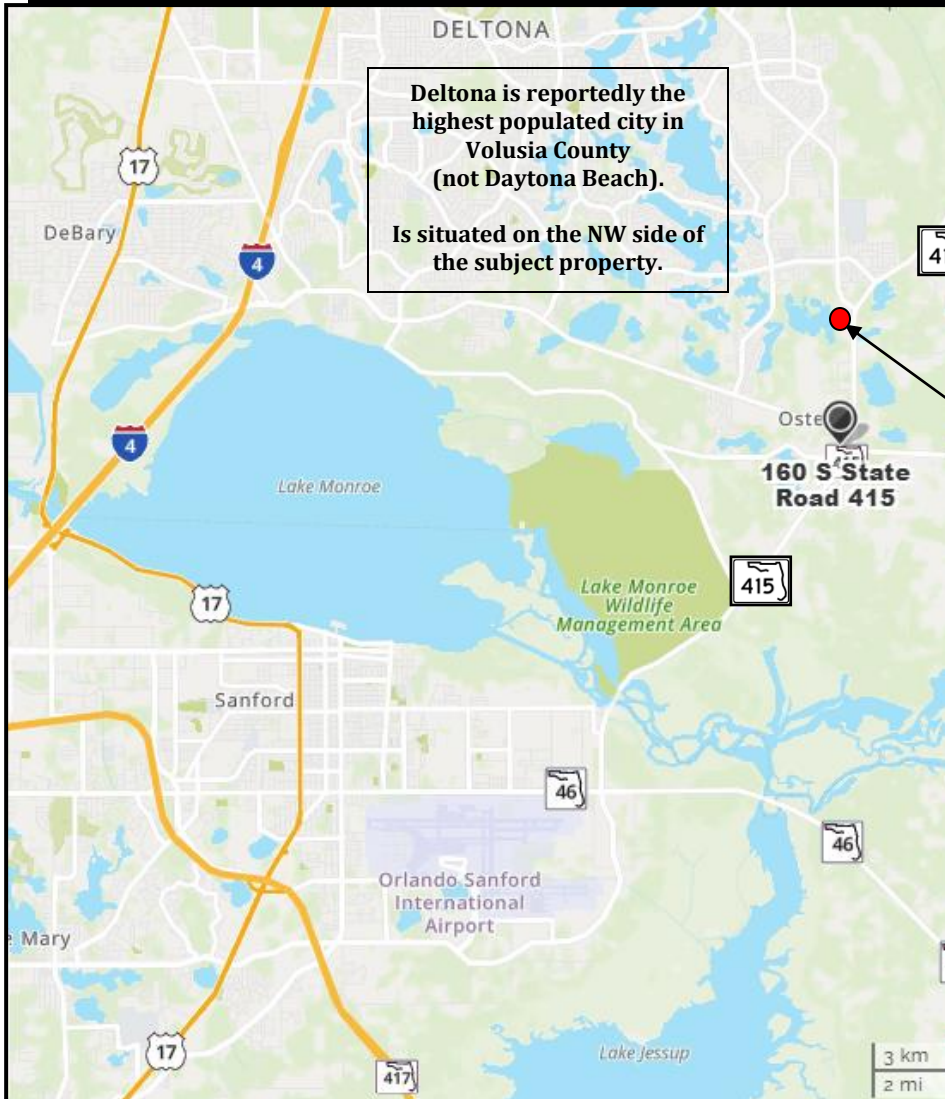 DELTONA
Deltona is reportedly the
highest populated city in
Volusia County
(not Daytona Beach).
Is situated on the NW side of
the subject property.
17
DeBary
4
41
4
Oste
160 S State
Road 415
Lake Monroe
415
Lake Monroe
Wildlife
Management Area
17
Sanford
46
46
Orlando Sanford
International
Airport
e Mary
17
417
Lake Jessup
3 km
2 mi